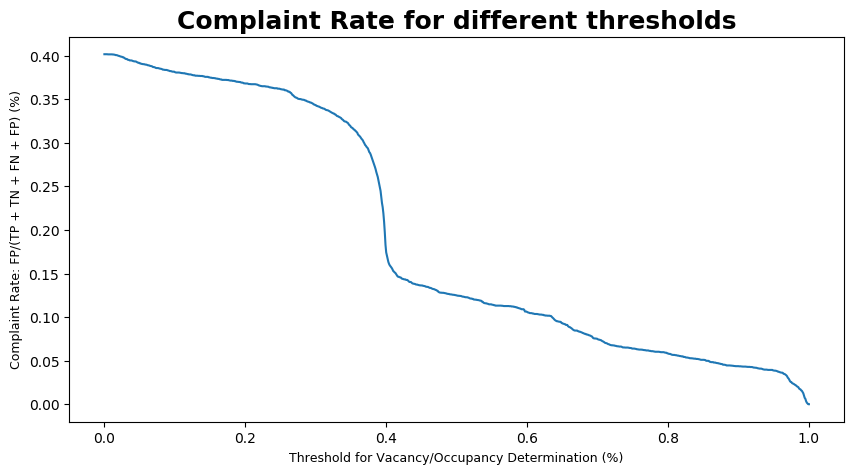 Complaint Rate for different thresholds
Complaint Rate: FP/(TP + TN + FN + FP) (%)
0.40
0.35
0.30
0.25
0.20
0.15
0.10
0.05
0.00
0.0 0.2 0.4 0.6 0.8 1.0
Threshold for Vacancy/Occupancy Determination (%)